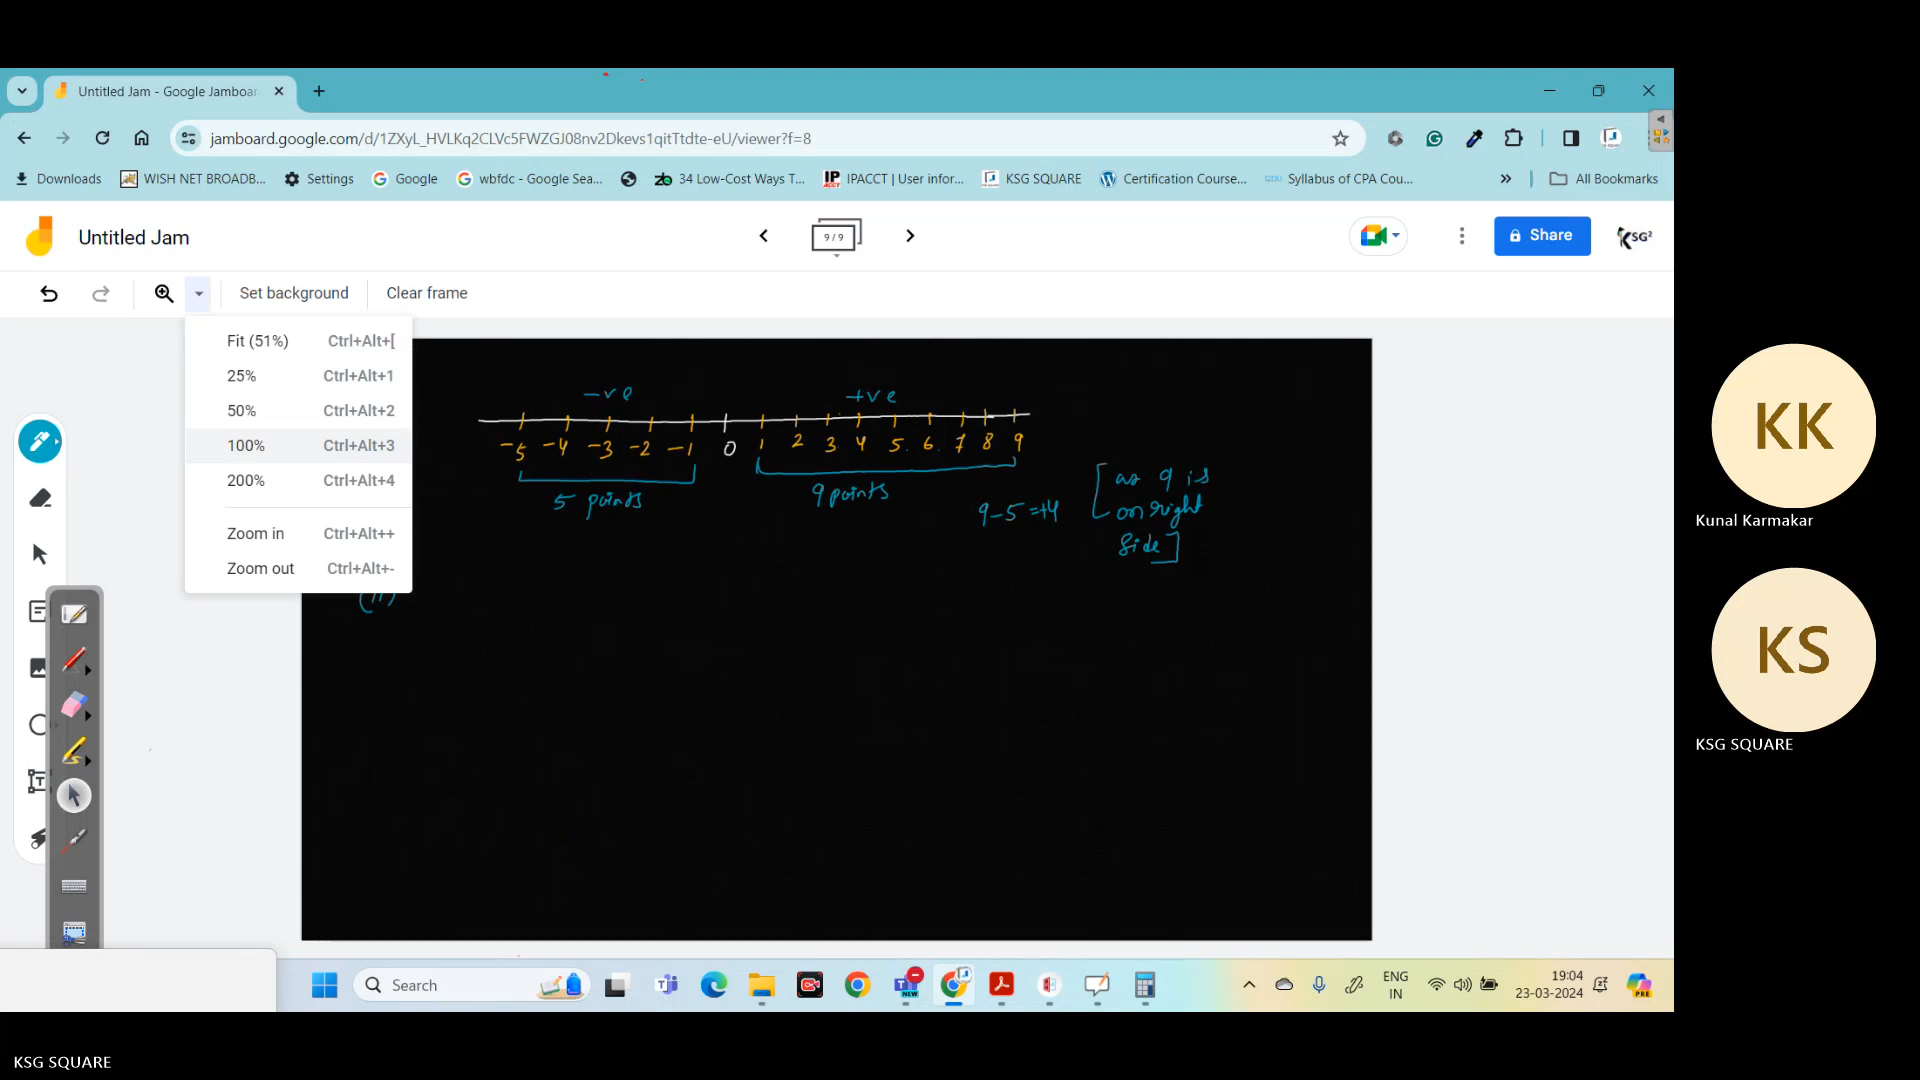 Untitled Jam - Google Jamboar
jamboard.google.com/d/1ZXyL_HVLKq2CLVc5FWZGJ08nv2Dkevs1qitTtdte-eU/viewer?f=8
Downloads WISH NET BROADB... Settings Google wbfdc - Google Sea... 34 Low-Cost Ways T... IPACCT | User infor... KSG SQUARE Certification Course... Syllabus of CPA Cou... » All Bookmarks
Untitled Jam 9 / 9 Share KSG²
Set background Clear frame
Fit (51%) Ctrl+Alt+[
25% Ctrl+Alt+1
50% Ctrl+Alt+2
100% Ctrl+Alt+3
200% Ctrl+Alt+4
Zoom in Ctrl+Alt++
Zoom out Ctrl+Alt+-
-ve +ve
-5 -4 -3 -2 -1 0 1 2 3 4 5 6 7 8 9
5 points 9 points
9-5=+4
[as 9 is
on right
side]
(ii)
KK
Kunal Karmakar
KS
KSG SQUARE
Search
NEW
ENG
IN
19:04
23-03-2024
PRE
KSG SQUARE